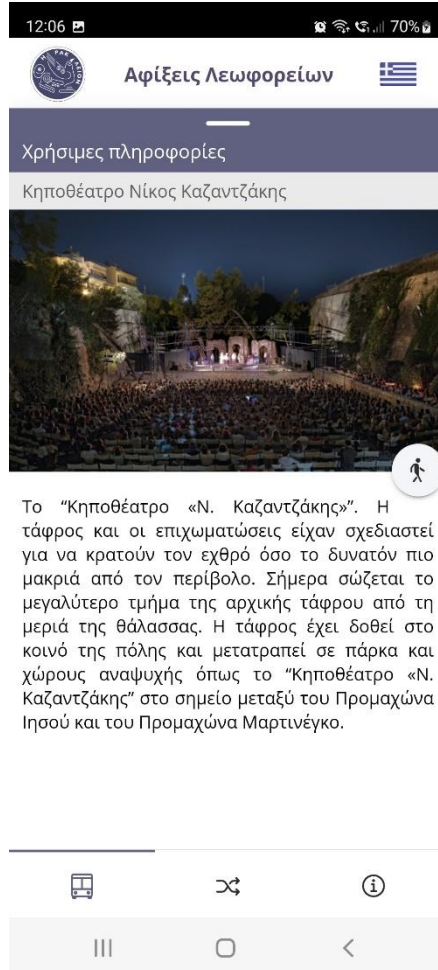 12:06
70%
Αφίξεις Λεωφορείων
Χρήσιμες πληροφορίες
Κηποθέατρο Νίκος Καζαντζάκης
Το “Κηποθέατρο «Ν. Καζαντζάκης»”. Η
τάφρος και οι επιχωματώσεις είχαν σχεδιαστεί
για να κρατούν τον εχθρό όσο το δυνατόν πιο
μακριά από τον περίβολο. Σήμερα σώζεται το
μεγαλύτερο τμήμα της αρχικής τάφρου από τη
μεριά της θάλασσας. Η τάφρος έχει δοθεί στο
κοινό της πόλης και μετατραπεί σε πάρκα και
χώρους αναψυχής όπως το “Κηποθέατρο «Ν.
Καζαντζάκης” στο σημείο μεταξύ του Προμαχώνα
Ιησού και του Προμαχώνα Μαρτινέγκο.